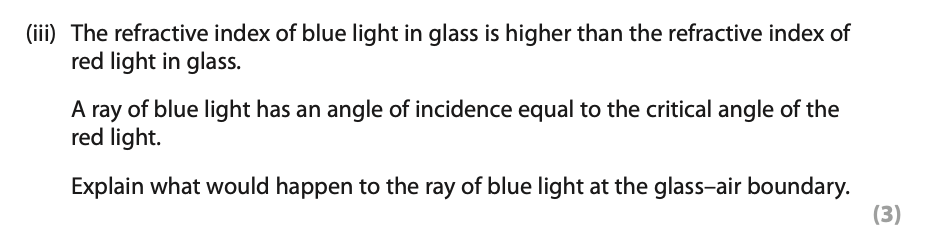 (iii) The refractive index of blue light in glass is higher than the refractive index of
red light in glass.
A ray of blue light has an angle of incidence equal to the critical angle of the
red light.
Explain what would happen to the ray of blue light at the glass–air boundary.
(3)